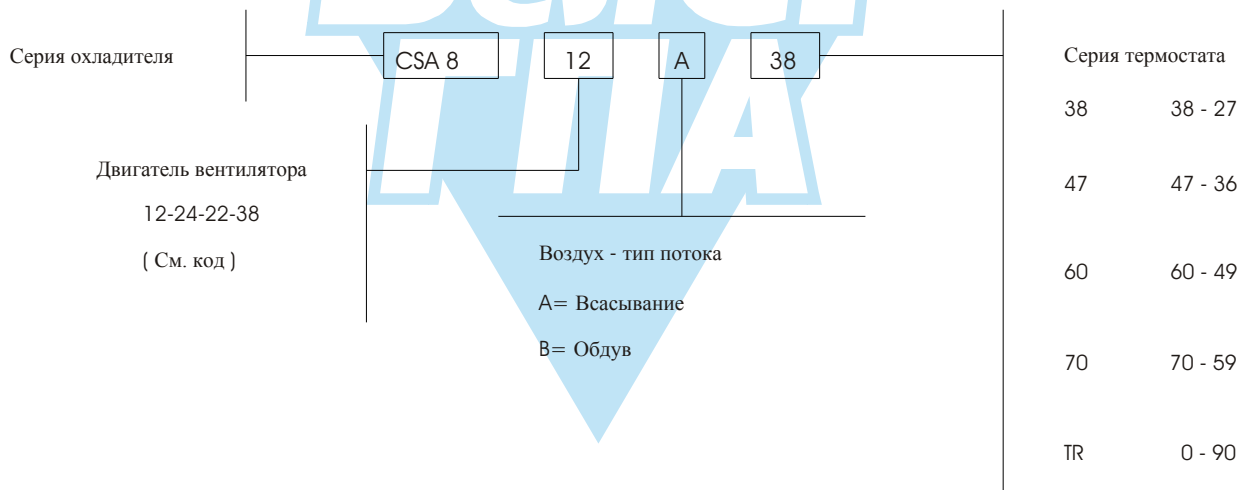 Серия охладителя
CSA 8 12 A 38
Серия термостата
38 38 - 27
Двигатель вентилятора
12-24-22-38
( См. код )
47 47 - 36
Воздух - тип потока
A= Всасывание
B= Обдув
60 60 - 49
70 70 - 59
TR 0 - 90